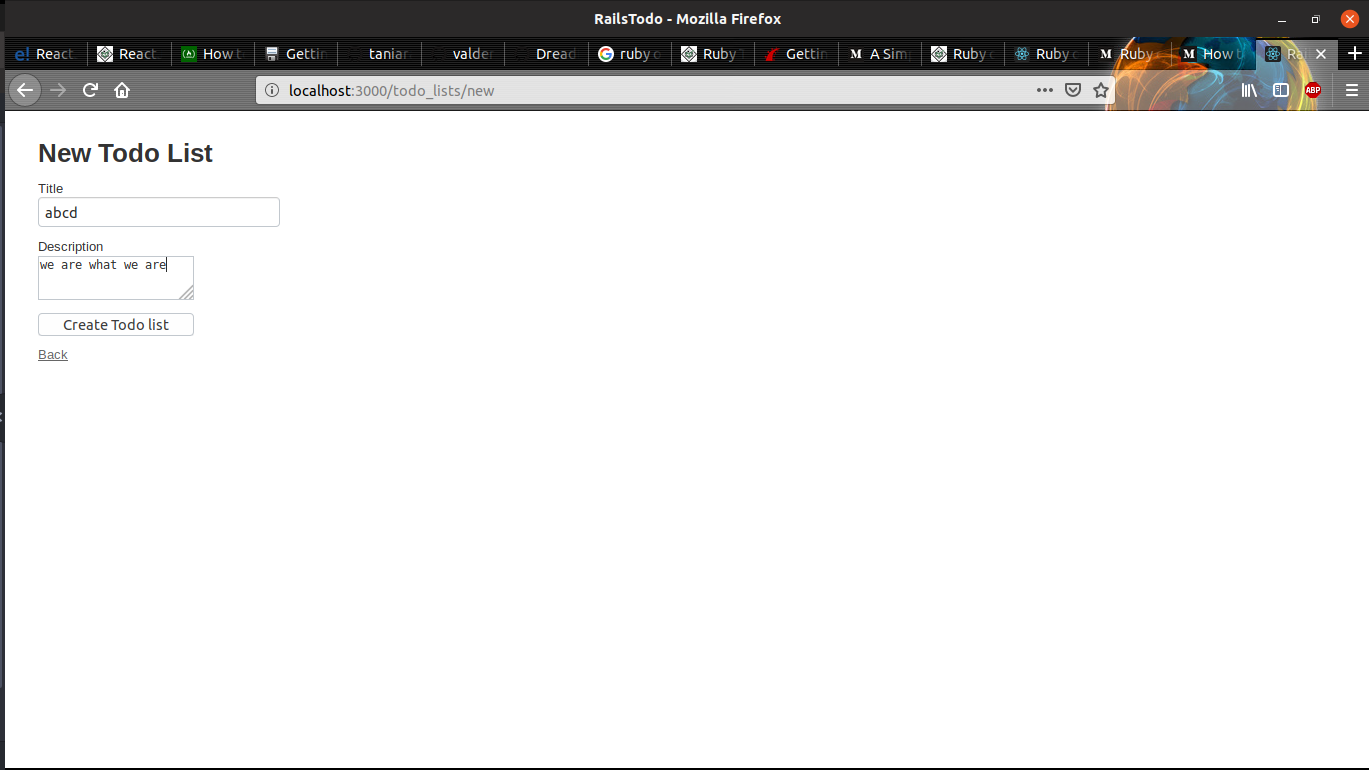 RailsTodo - Mozilla Firefox
e! React
React
How t
Gettin
taniar
valder
Dread
ruby o
Ruby
Gettin
M A Sim
Ruby o
Ruby o
M Ruby
M How t
Ra
localhost:3000/todo_lists/new
ABP
New Todo List
Title
abcd
Description
we are what we are
Create Todo list
Back